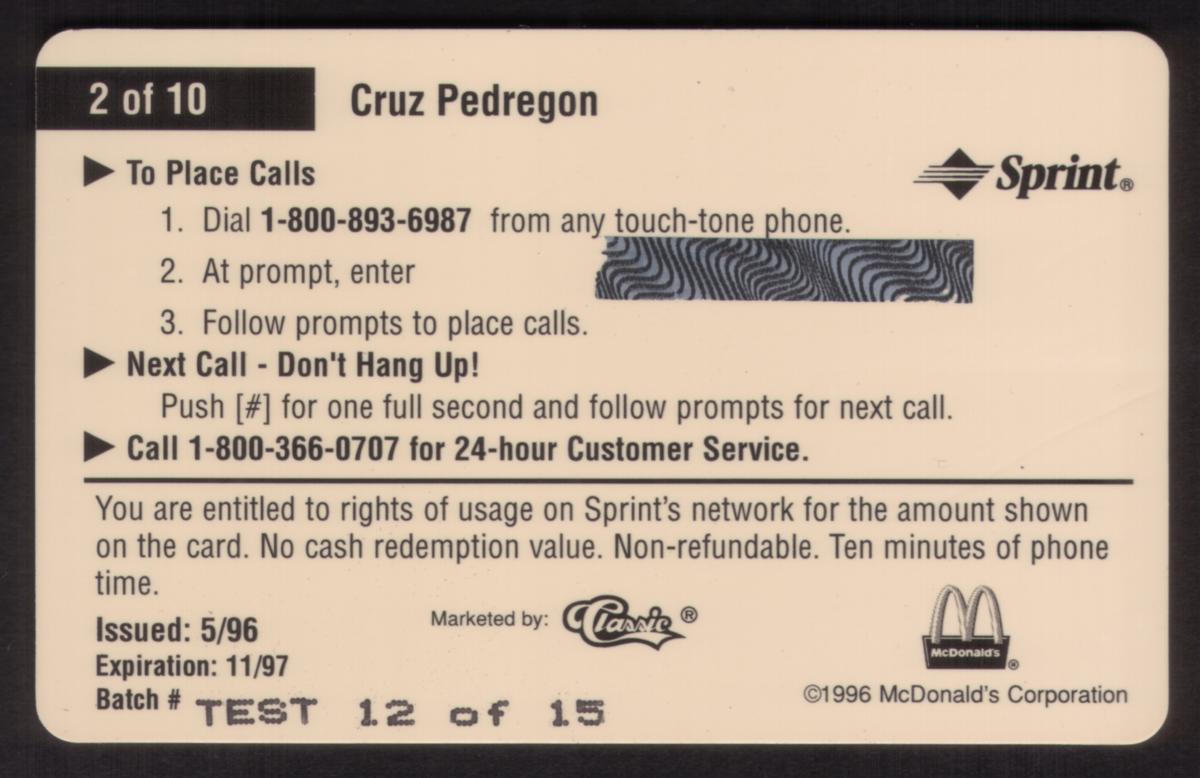 2 of 10 Cruz Pedregon
▶ To Place Calls
Sprint®
1. Dial 1-800-893-6987 from any touch-tone phone.
2. At prompt, enter
3. Follow prompts to place calls.
▶ Next Call - Don't Hang Up!
Push [#] for one full second and follow prompts for next call.
▶ Call 1-800-366-0707 for 24-hour Customer Service.
You are entitled to rights of usage on Sprint's network for the amount shown
on the card. No cash redemption value. Non-refundable. Ten minutes of phone
time.
Issued: 5/96
Marketed by: Classic®
McDonald's®
Expiration: 11/97
Batch # TEST 12 of 15
©1996 McDonald's Corporation